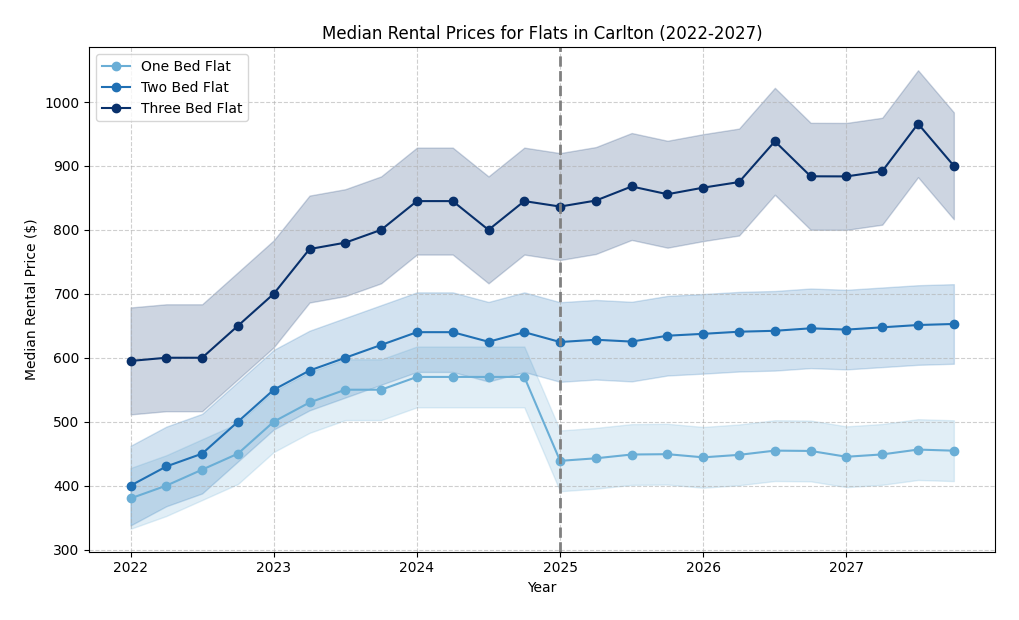 Median Rental Prices for Flats in Carlton (2022-2027)
One Bed Flat
Two Bed Flat
Three Bed Flat
Median Rental Price ($)
1000
900
800
700
600
500
400
300
2022 2023 2024 2025 2026 2027
Year